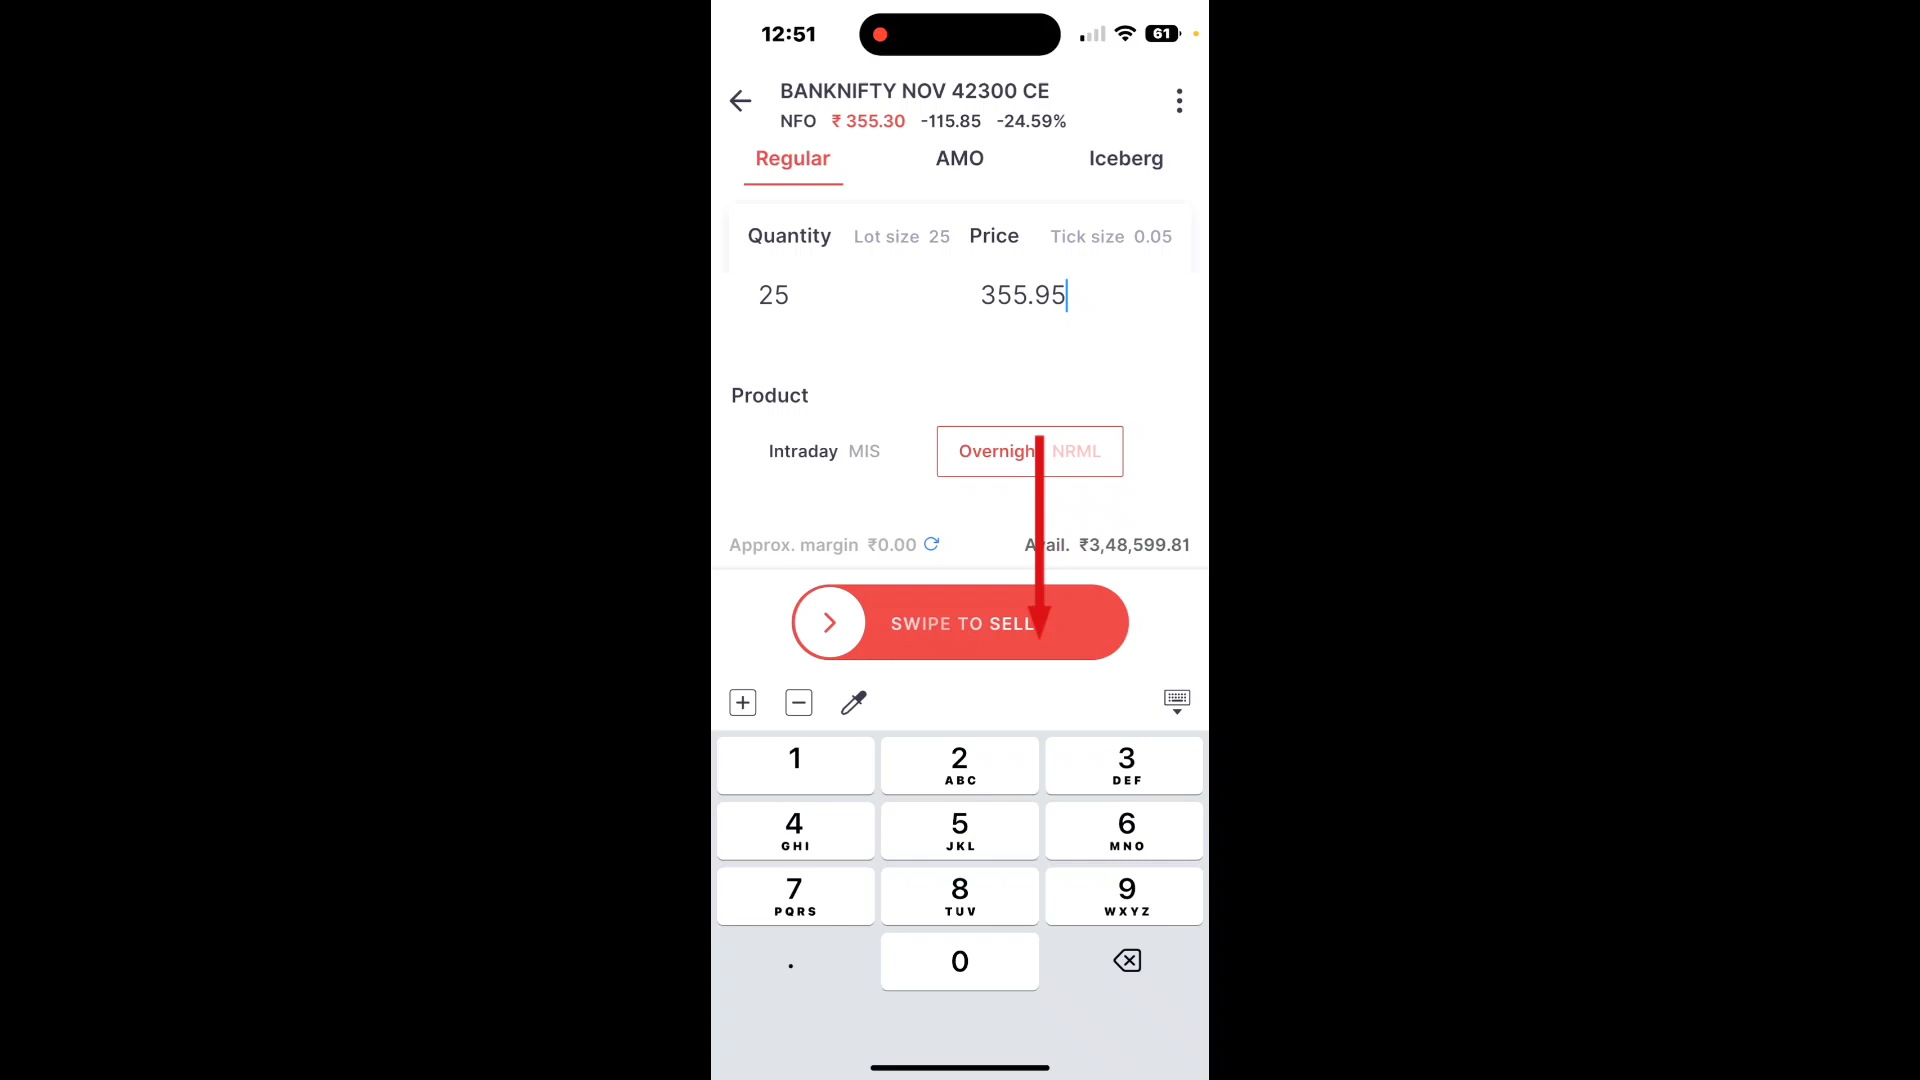 12:51
61
BANKNIFTY NOV 42300 CE
NFO ₹ 355.30 -115.85 -24.59%
Regular AMO Iceberg
Quantity Lot size 25 Price Tick size 0.05
25 355.95
Product
Intraday MIS Overnight NRML
Approx. margin ₹0.00 Avail. ₹3,48,599.81
SWIPE TO SELL
1 2 3
ABC DEF
4 5 6
GHI JKL MNO
7 8 9
PQRS TUV WXYZ
. 0